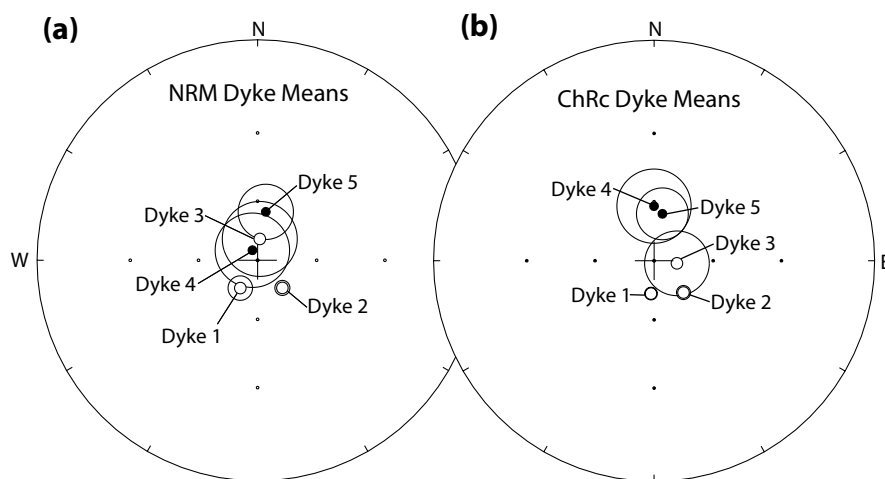 (a)
N
NRM Dyke Means
Dyke 5
Dyke 3
W
Dyke 4
Dyke 2
Dyke 1
(b)
N
ChRc Dyke Means
Dyke 4
Dyke 5
Dyke 3
E
Dyke 1
Dyke 2